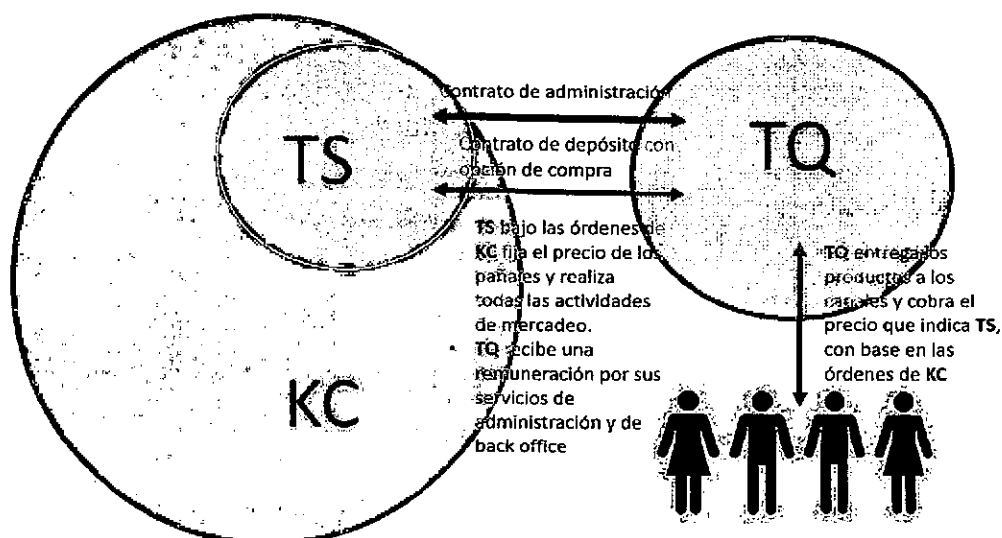 TS
KC
Contrato de administración
Contrato de depósito con
opción de compra
TQ
TS bajo las órdenes de
KC fija el precio de los
pañales y realiza
todas las actividades
de mercadeo.
• TQ recibe una
remuneración por sus
servicios de
administración y de
back office
TQ entrega los
productos a los
canales y cobra el
precio que indica TS,
con base en las
órdenes de KC